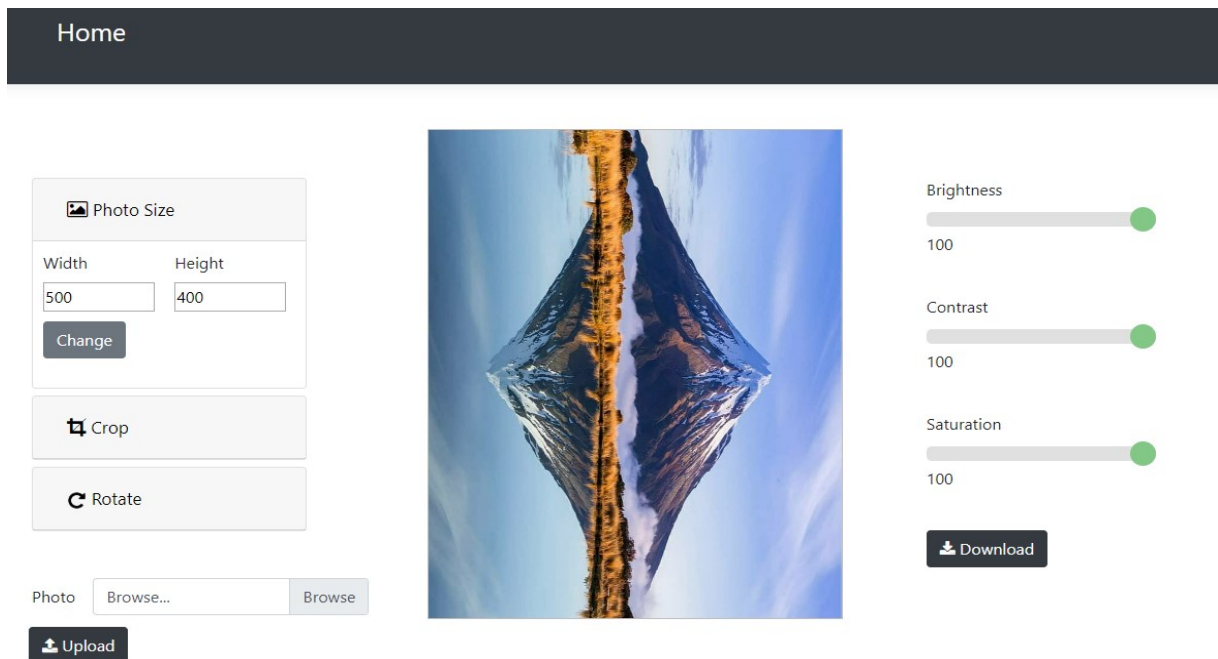 Home
Photo Size
Width Height
500 400
Change
Crop
Rotate
Photo Browse... Browse
Upload
Brightness
100
Contrast
100
Saturation
100
Download